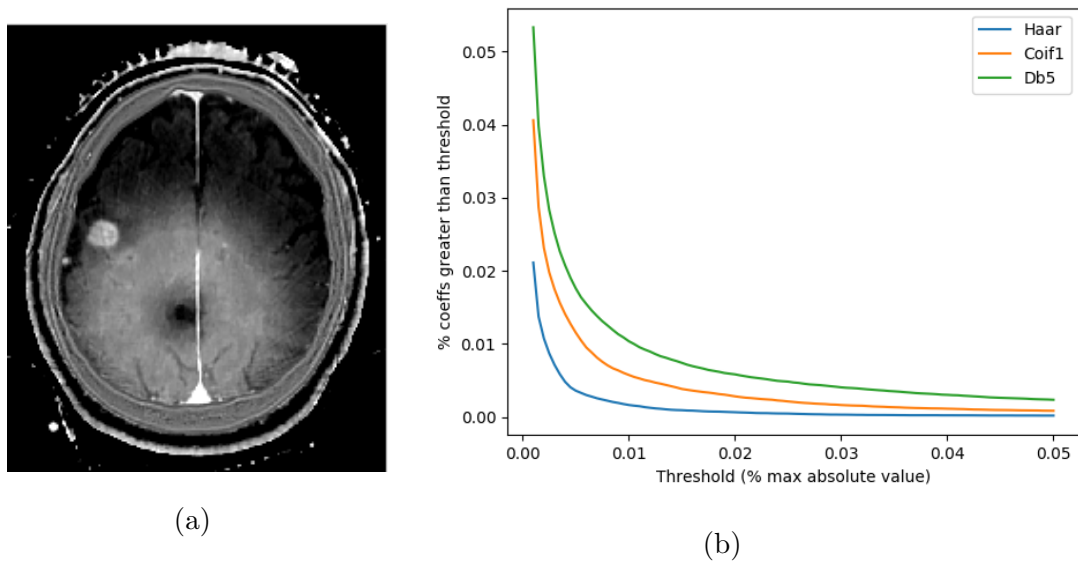 Haar
Coif1
Db5
% coeffs greater than threshold
0.05
0.04
0.03
0.02
0.01
0.00
0.00 0.01 0.02 0.03 0.04 0.05
Threshold (% max absolute value)
(a)
(b)